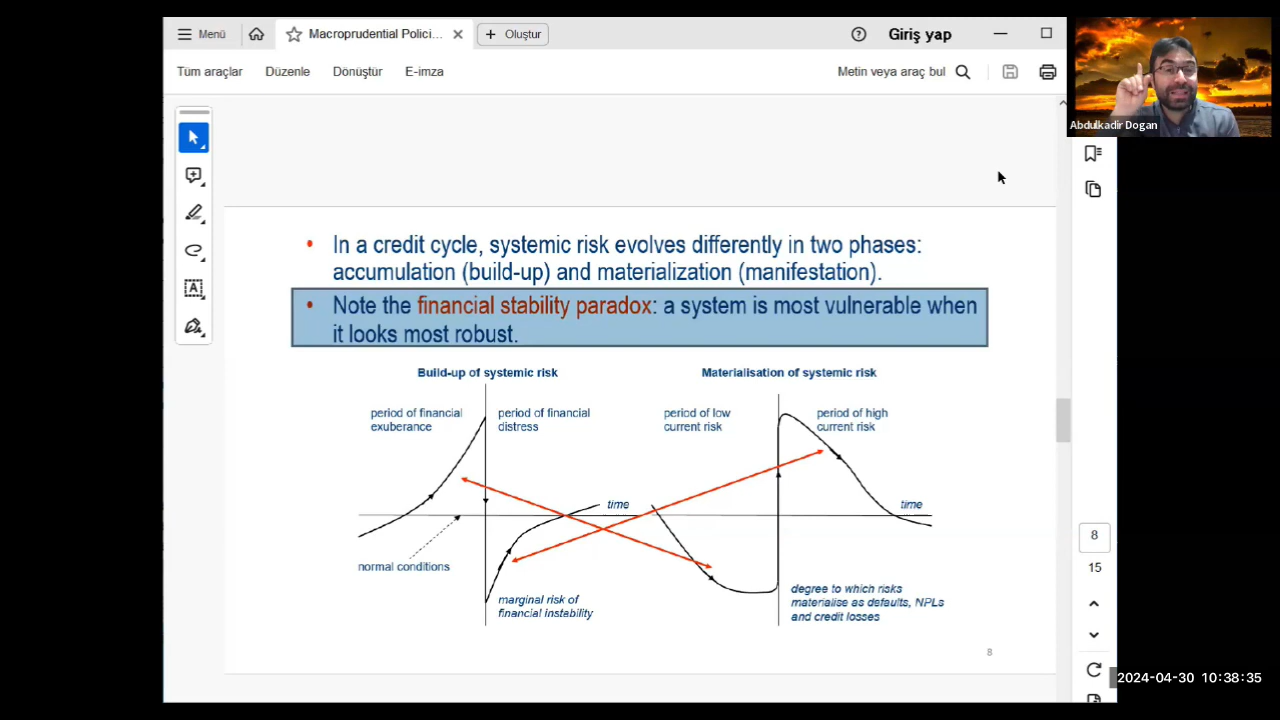 Menü
Macroprudential Polici...
Oluştur
Giriş yap
Tüm araçlar
Düzenle
Dönüştür
E-imza
Metin veya araç bul
Abdulkadir Dogan
• In a credit cycle, systemic risk evolves differently in two phases:
accumulation (build-up) and materialization (manifestation).
• Note the financial stability paradox: a system is most vulnerable when
it looks most robust.
Build-up of systemic risk
period of financial
exuberance
period of financial
distress
time
normal conditions
marginal risk of
financial instability
Materialisation of systemic risk
period of low
current risk
period of high
current risk
time
degree to which risks
materialise as defaults, NPLs
and credit losses
8
8
15
2024-04-30 10:38:35